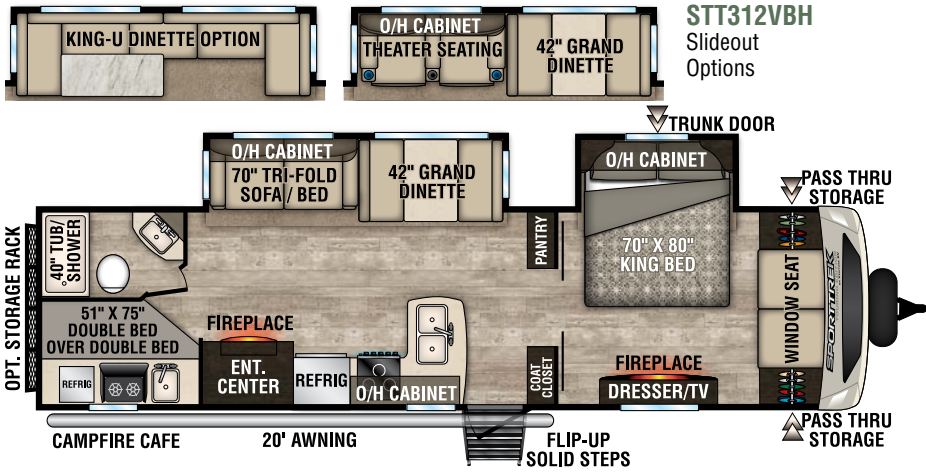 KING-U DINETTE OPTION
O/H CABINET
THEATER SEATING
42" GRAND
DINETTE
STT312VBH
Slideout
Options
TRUNK DOOR
O/H CABINET
70" TRI-FOLD
SOFA / BED
42" GRAND
DINETTE
O/H CABINET
PASS THRU
STORAGE
OPT. STORAGE RACK
40" TUB/
SHOWER
PANTRY
70" X 80"
KING BED
WINDOW SEAT
SPORTTREK
51" X 75"
DOUBLE BED
OVER DOUBLE BED
FIREPLACE
ENT.
CENTER
REFRIG
REFRIG
O/H CABINET
COAT
CLOSET
FIREPLACE
DRESSER/TV
CAMPFIRE CAFE
20' AWNING
FLIP-UP
SOLID STEPS
PASS THRU
STORAGE